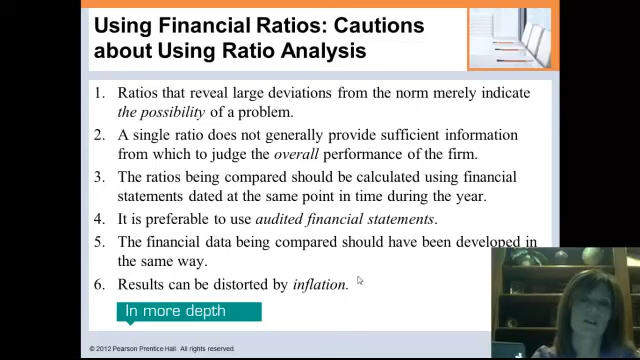 Using Financial Ratios: Cautions
about Using Ratio Analysis
1. Ratios that reveal large deviations from the norm merely indicate
the possibility of a problem.
2. A single ratio does not generally provide sufficient information
from which to judge the overall performance of the firm.
3. The ratios being compared should be calculated using financial
statements dated at the same point in time during the year.
4. It is preferable to use audited financial statements.
5. The financial data being compared should have been developed in
the same way.
6. Results can be distorted by inflation.
In more depth
© 2012 Pearson Prentice Hall. All rights reserved.